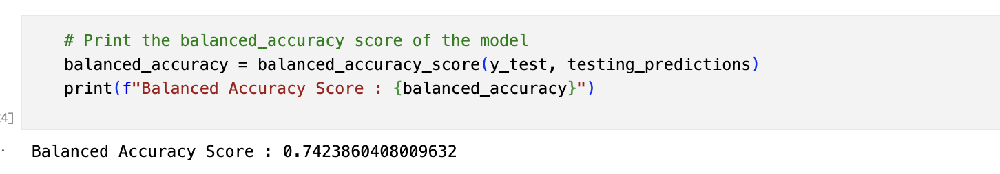 # Print the balanced_accuracy score of the model
balanced_accuracy = balanced_accuracy_score(y_test, testing_predictions)
print(f"Balanced Accuracy Score : {balanced_accuracy}")
4]
Balanced Accuracy Score : 0.7423860408009632